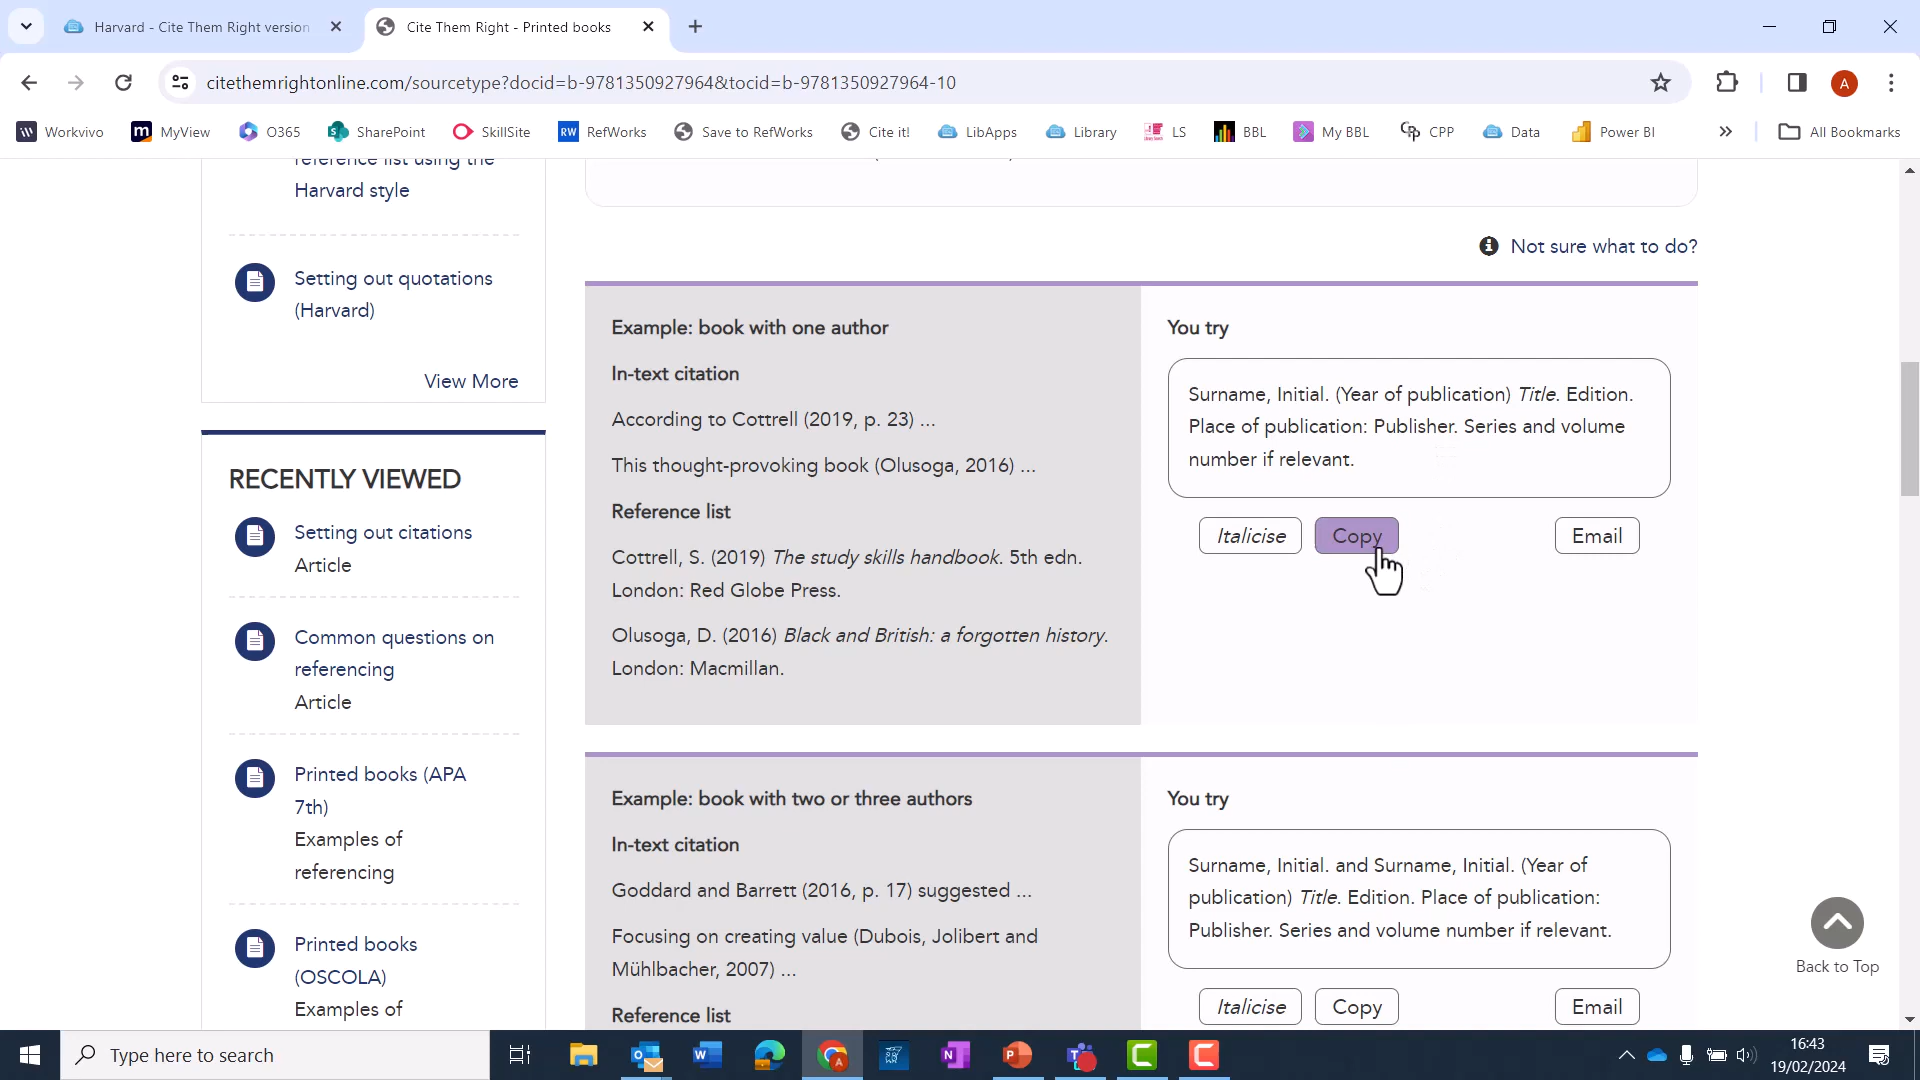 Harvard - Cite Them Right version
Cite Them Right - Printed books
citethemrightonline.com/sourcetype?docid=b-9781350927964&tocid=b-9781350927964-10
A
Workvivo
MyView
O365
SharePoint
SkillSite
RefWorks
Save to RefWorks
Cite it!
LibApps
Library
LS
BBL
My BBL
CPP
Data
Power BI
All Bookmarks
reference list using the
Harvard style
Setting out quotations
(Harvard)
View More
RECENTLY VIEWED
Setting out citations
Article
Common questions on
referencing
Article
Printed books (APA
7th)
Examples of
referencing
Printed books
(OSCOLA)
Examples of
Not sure what to do?
Example: book with one author
In-text citation
According to Cottrell (2019, p. 23) ...
This thought-provoking book (Olusoga, 2016) ...
Reference list
Cottrell, S. (2019) The study skills handbook. 5th edn.
London: Red Globe Press.
Olusoga, D. (2016) Black and British: a forgotten history.
London: Macmillan.
You try
Surname, Initial. (Year of publication) Title. Edition.
Place of publication: Publisher. Series and volume
number if relevant.
Italicise
Copy
Email
Example: book with two or three authors
In-text citation
Goddard and Barrett (2016, p. 17) suggested ...
Focusing on creating value (Dubois, Jolibert and
Mühlbacher, 2007) ...
Reference list
You try
Surname, Initial. and Surname, Initial. (Year of
publication) Title. Edition. Place of publication:
Publisher. Series and volume number if relevant.
Italicise
Copy
Email
Back to Top
Type here to search
16:43
19/02/2024